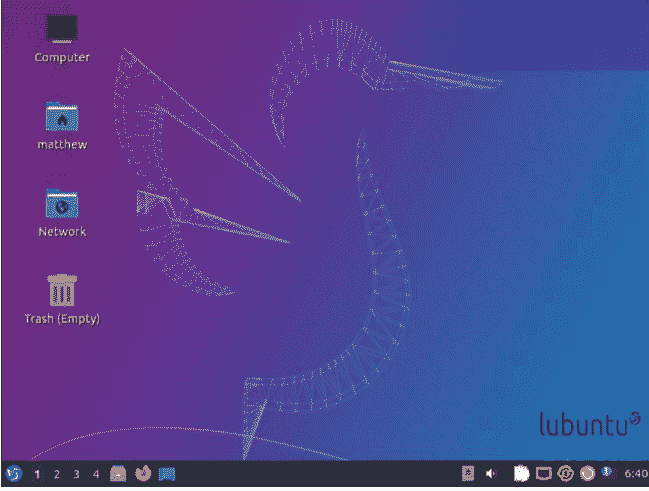 Computer
matthew
Network
Trash (Empty)
lubuntu
1 2 3 4
6:40